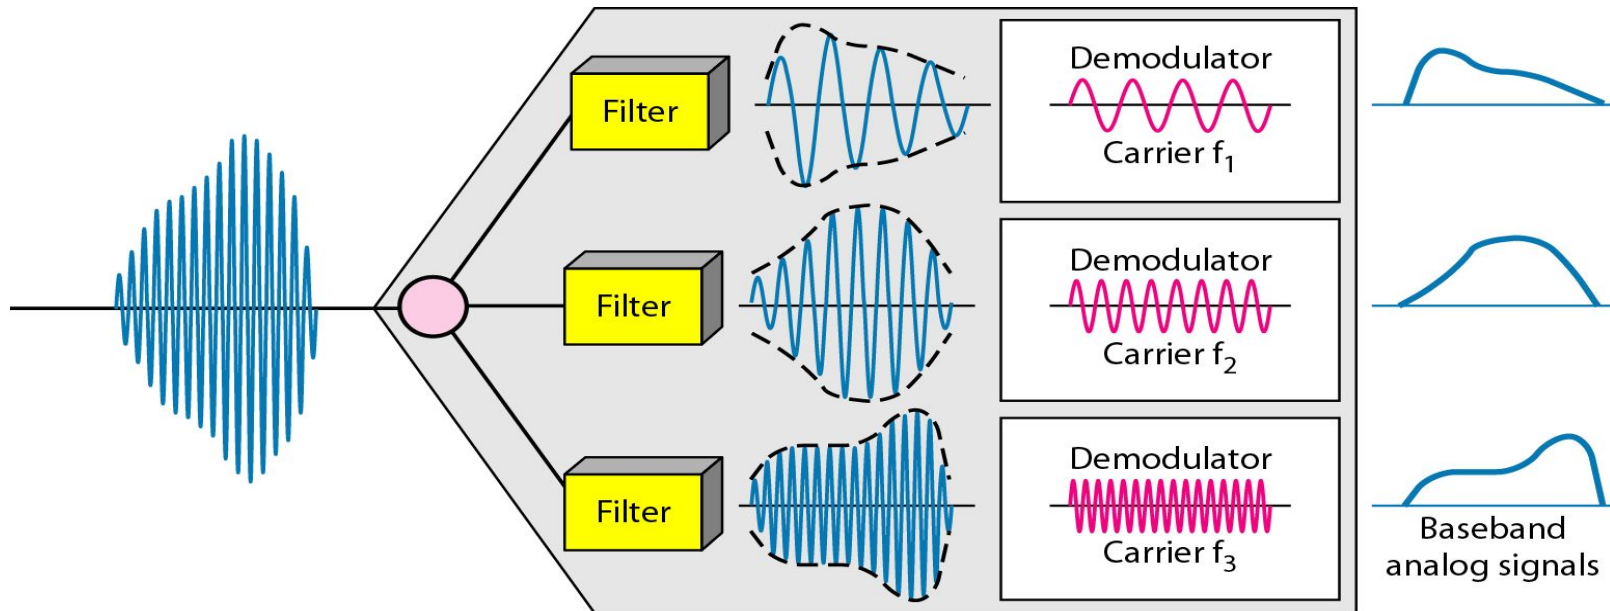 Filter
Demodulator
Carrier f₁
Filter
Demodulator
Carrier f₂
Filter
Demodulator
Carrier f₃
Baseband
analog signals